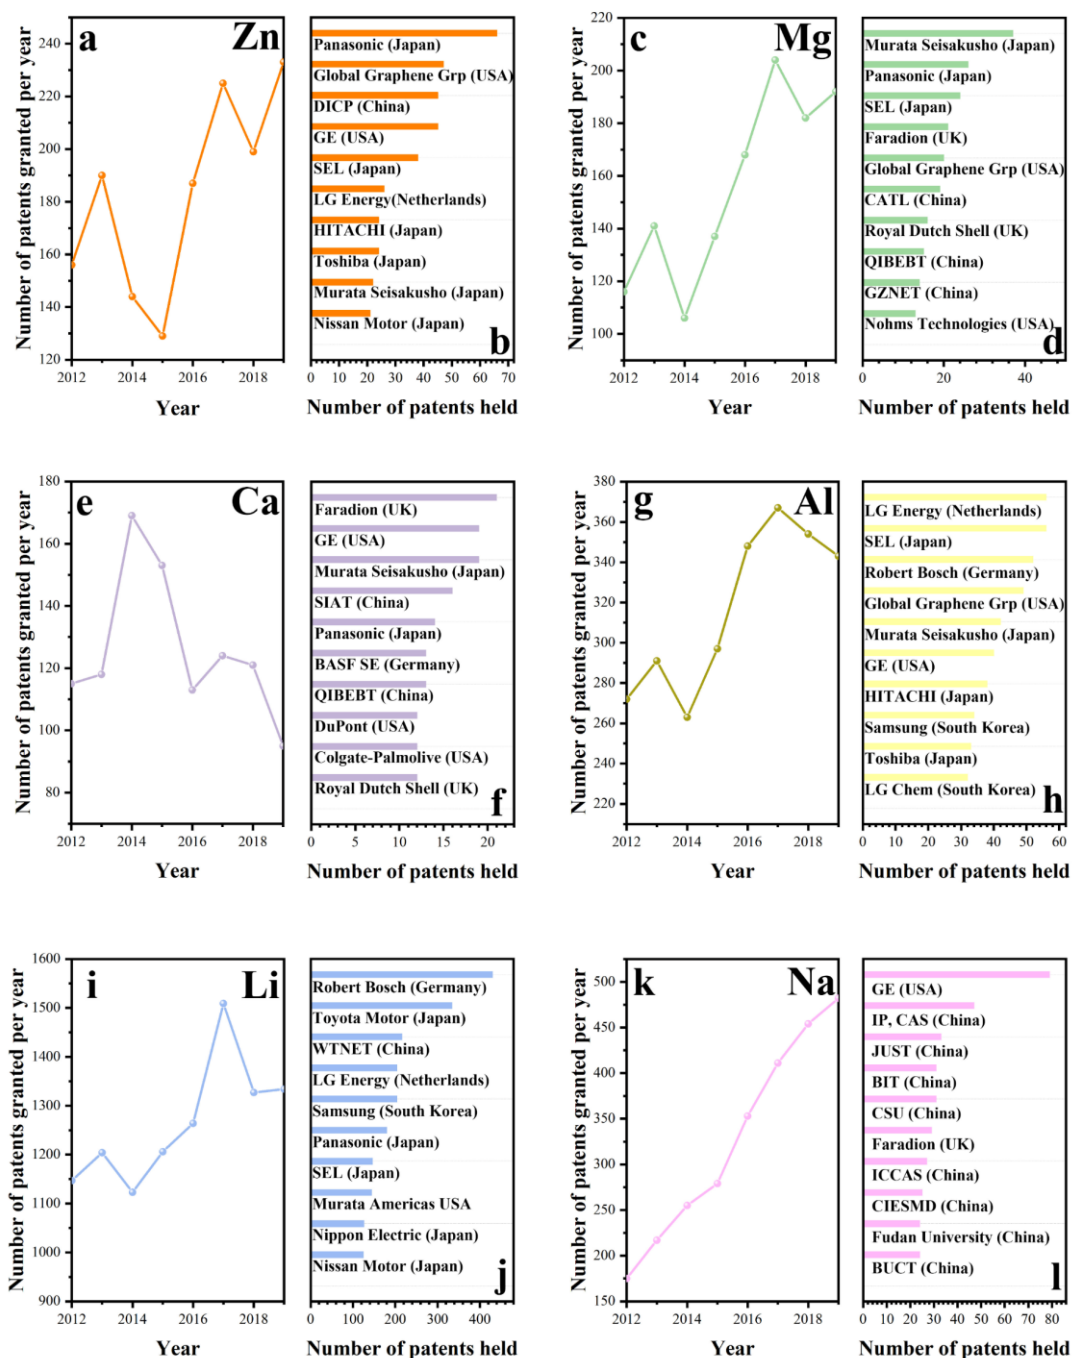 a
Zn
Number of patents granted per year
240
220
200
180
160
140
120
2012
2014
2016
2018
Year
Panasonic (Japan)
Global Graphene Grp (USA)
DICP (China)
GE (USA)
SEL (Japan)
LG Energy(Netherlands)
HITACHI (Japan)
Toshiba (Japan)
Murata Seisakusho (Japan)
Nissan Motor (Japan)
b
0 10 20 30 40 50 60 70
Number of patents held
c
Mg
Number of patents granted per year
220
200
180
160
140
120
100
2012
2014
2016
2018
Year
Murata Seisakusho (Japan)
Panasonic (Japan)
SEL (Japan)
Faradion (UK)
Global Graphene Grp (USA)
CATL (China)
Royal Dutch Shell (UK)
QIBEBT (China)
GZNET (China)
Nohms Technologies (USA)
d
0 20 40
Number of patents held
e
Ca
Number of patents granted per year
180
160
140
120
100
80
2012
2014
2016
2018
Year
Faradion (UK)
GE (USA)
Murata Seisakusho (Japan)
SIAT (China)
Panasonic (Japan)
BASF SE (Germany)
QIBEBT (China)
DuPont (USA)
Colgate-Palmolive (USA)
Royal Dutch Shell (UK)
f
0 5 10 15 20
Number of patents held
g
Al
Number of patents granted per year
380
360
340
320
300
280
260
240
220
2012
2014
2016
2018
Year
LG Energy (Netherlands)
SEL (Japan)
Robert Bosch (Germany)
Global Graphene Grp (USA)
Murata Seisakusho (Japan)
GE (USA)
HITACHI (Japan)
Samsung (South Korea)
Toshiba (Japan)
LG Chem (South Korea)
h
0 10 20 30 40 50 60
Number of patents held
i
Li
Number of patents granted per year
1600
1500
1400
1300
1200
1100
1000
900
2012
2014
2016
2018
Year
Robert Bosch (Germany)
Toyota Motor (Japan)
WTNET (China)
LG Energy (Netherlands)
Samsung (South Korea)
Panasonic (Japan)
SEL (Japan)
Murata Americas USA
Nippon Electric (Japan)
Nissan Motor (Japan)
j
0 100 200 300 400
Number of patents held
k
Na
Number of patents granted per year
500
450
400
350
300
250
200
150
2012
2014
2016
2018
Year
GE (USA)
IP, CAS (China)
JUST (China)
BIT (China)
CSU (China)
Faradion (UK)
ICCAS (China)
CIESMD (China)
Fudan University (China)
BUCT (China)
l
0 10 20 30 40 50 60 70 80
Number of patents held